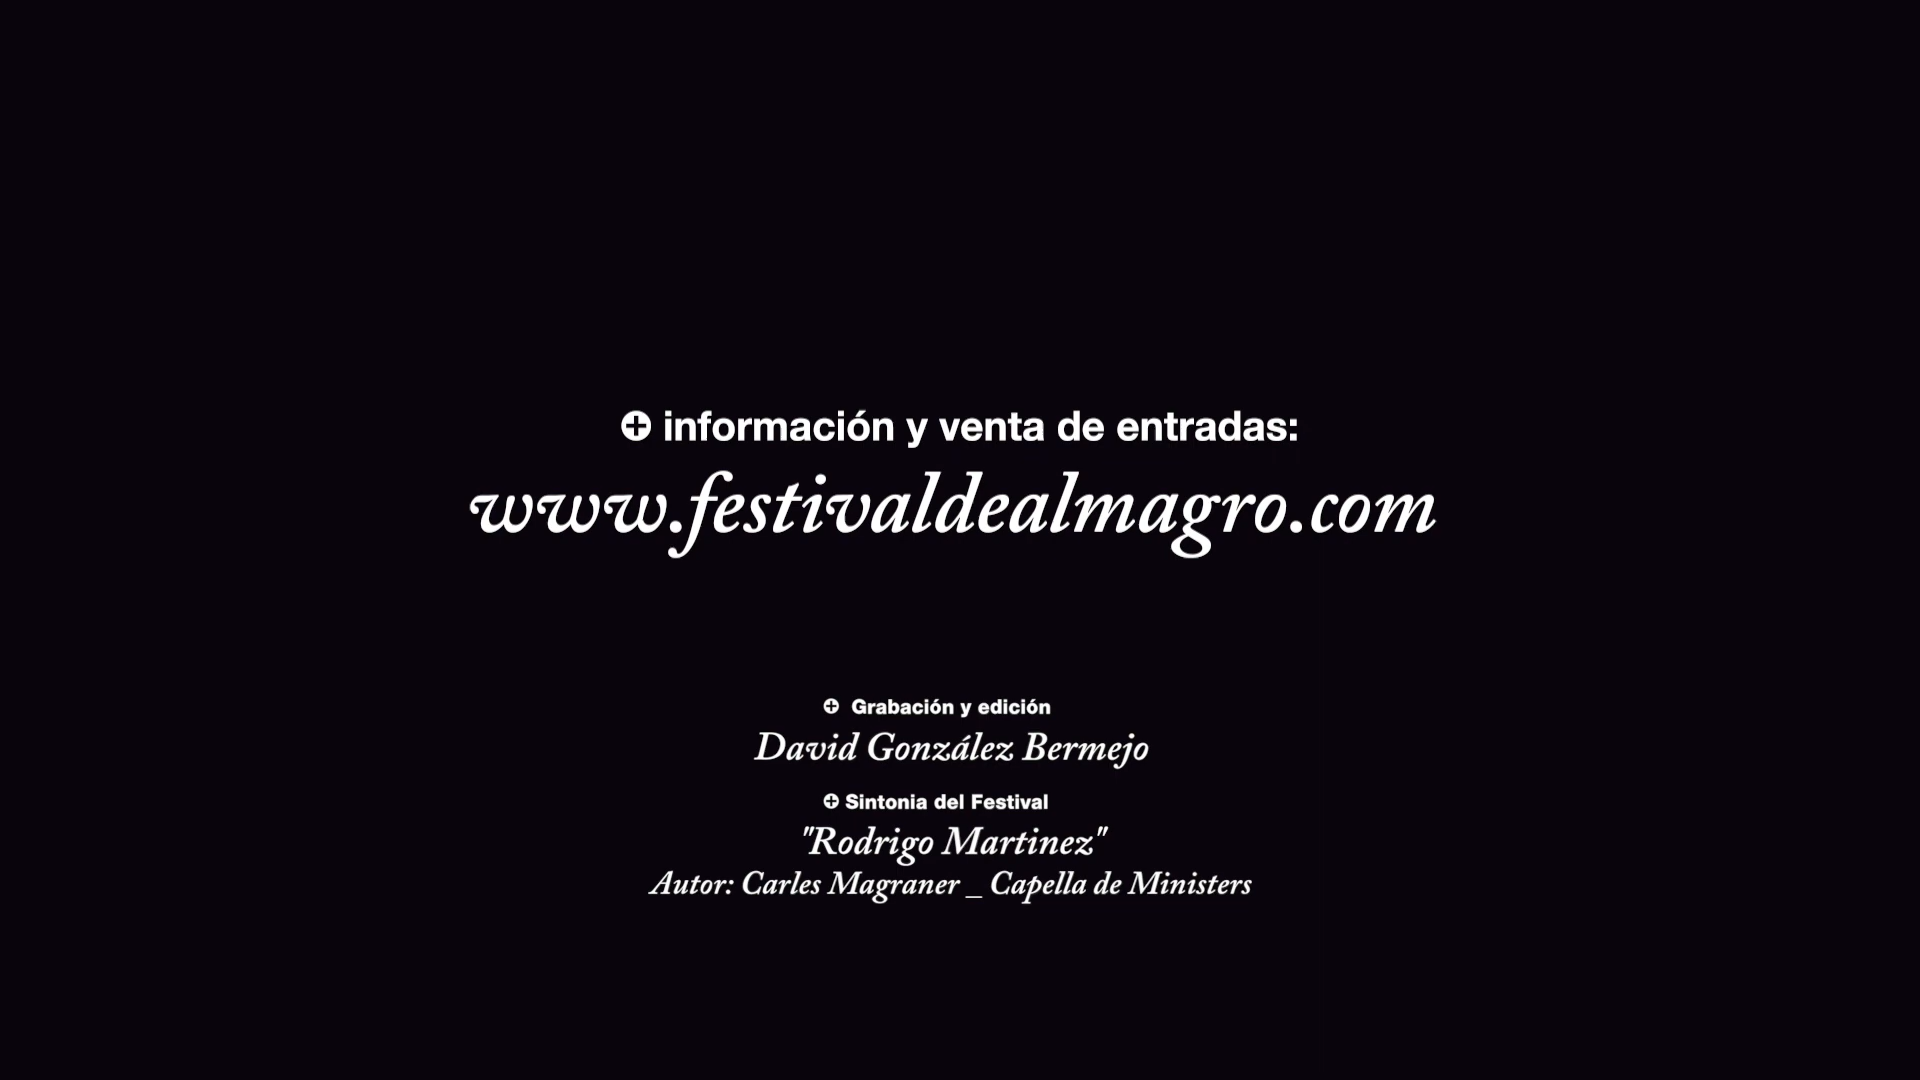 ⊕ información y venta de entradas:
www.festivaldealmagro.com
⊕ Grabación y edición
David González Bermejo
⊕ Sintonia del Festival
"Rodrigo Martinez"
Autor: Carles Magraner _ Capella de Ministers